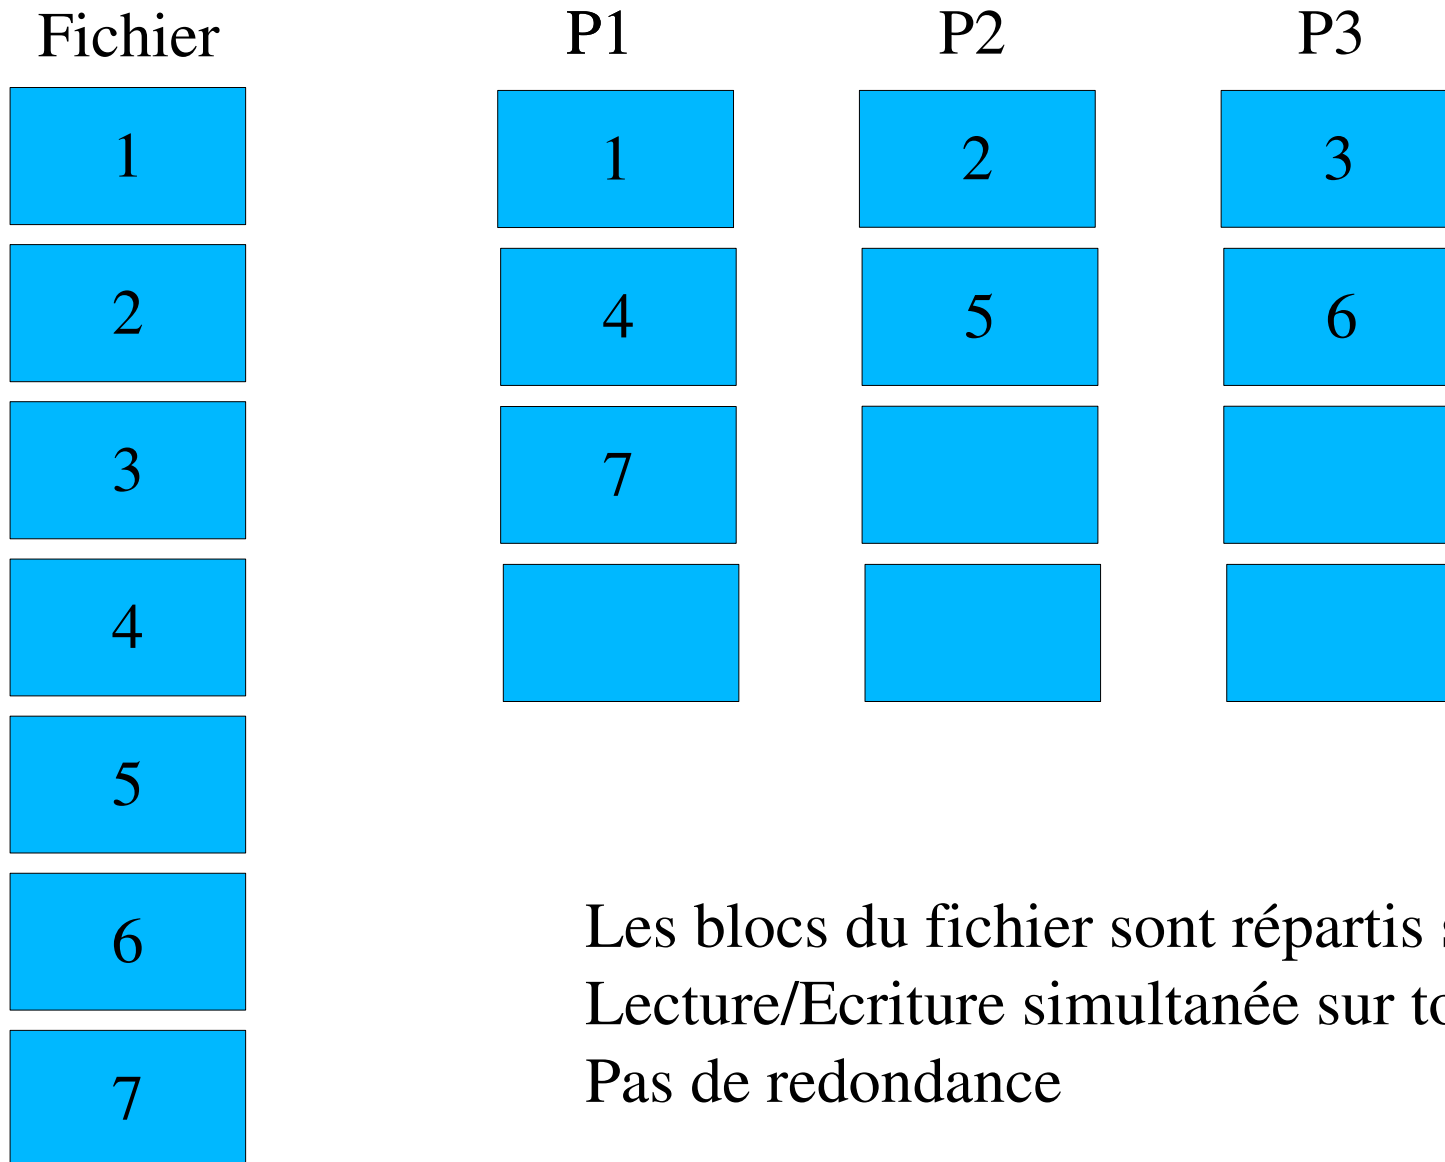 Fichier P1 P2 P3
1 1 2 3
2 4 5 6
3 7
4
5
6
7
Les blocs du fichier sont répartis
Lecture/Ecriture simultanée sur
Pas de redondance